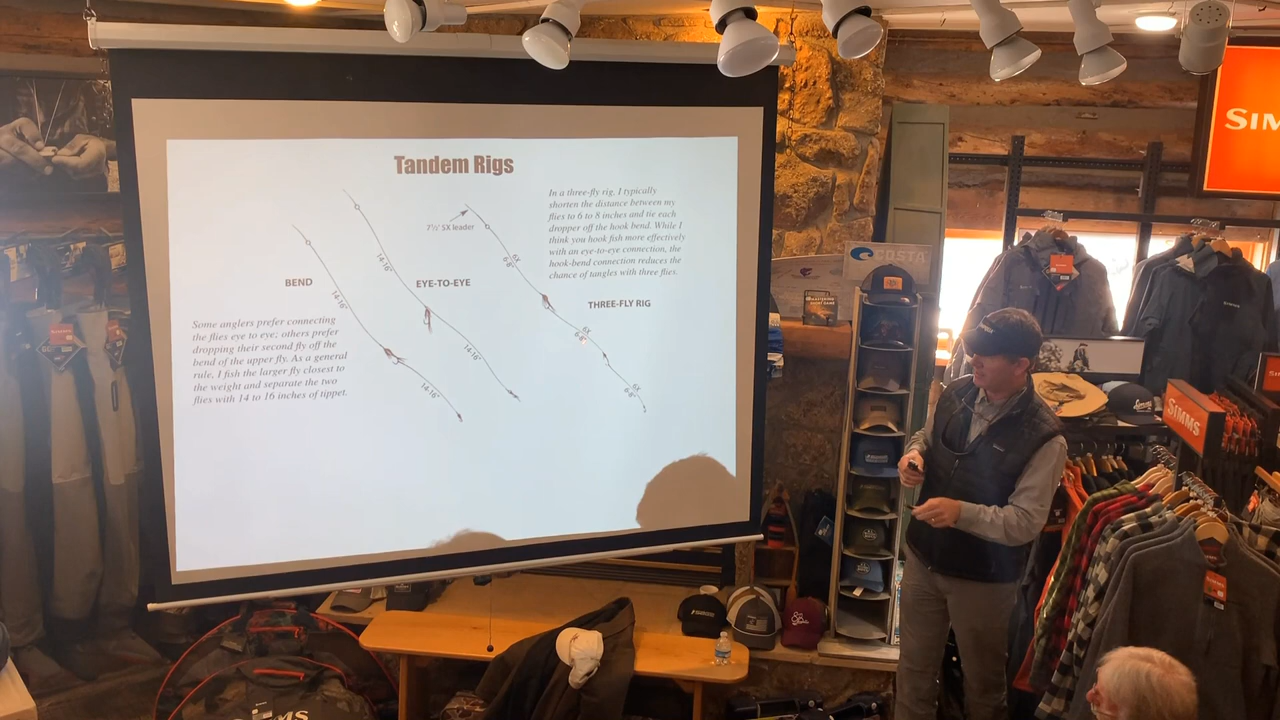 Tandem Rigs
BEND
14-16"
14-16"
Some anglers prefer connecting
the flies eye to eye; others prefer
dropping their second fly off the
bend of the upper fly. As a general
rule, I fish the larger fly closest to
the weight and separate the two
flies with 14 to 16 inches of tippet.
EYE-TO-EYE
14-16"
14-16"
7½' 5X leader
6X
6-8"
6X
6-8"
6X
6-8"
In a three-fly rig, I typically
shorten the distance between my
flies to 6 to 8 inches and tie each
dropper off the hook bend. While I
think you hook fish more effectively
with an eye-to-eye connection, the
hook-bend connection reduces the
chance of tangles with three flies.
THREE-FLY RIG
COSTA
SIM
SIMMS
MS